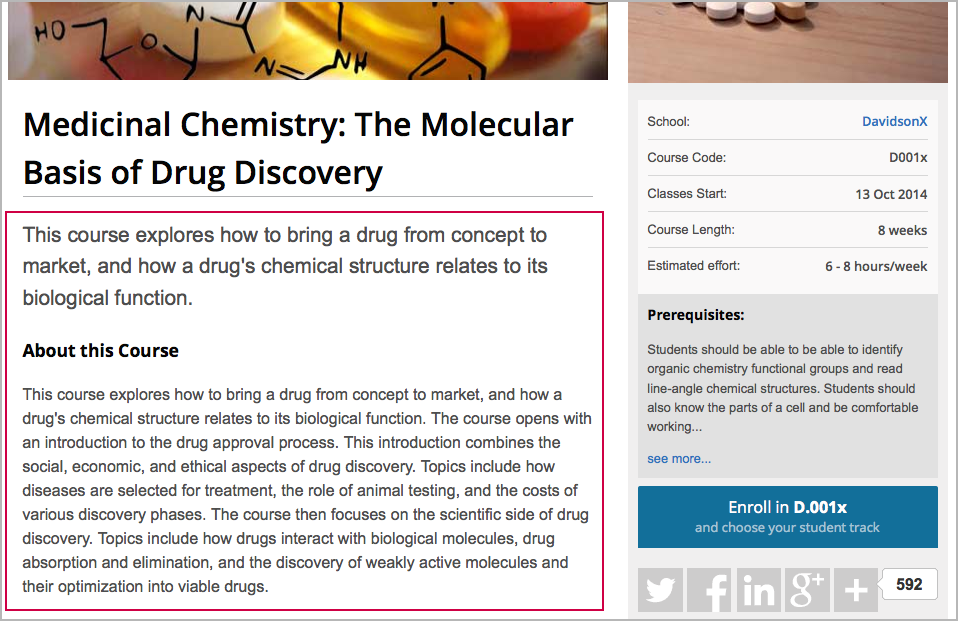 HO
N
O
N
NH
N
Medicinal Chemistry: The Molecular
Basis of Drug Discovery
This course explores how to bring a drug from concept to
market, and how a drug's chemical structure relates to its
biological function.
About this Course
This course explores how to bring a drug from concept to market, and how a
drug's chemical structure relates to its biological function. The course opens with
an introduction to the drug approval process. This introduction combines the
social, economic, and ethical aspects of drug discovery. Topics include how
diseases are selected for treatment, the role of animal testing, and the costs of
various discovery phases. The course then focuses on the scientific side of drug
discovery. Topics include how drugs interact with biological molecules, drug
absorption and elimination, and the discovery of weakly active molecules and
their optimization into viable drugs.
School: DavidsonX
Course Code: D001x
Classes Start: 13 Oct 2014
Course Length: 8 weeks
Estimated effort: 6 - 8 hours/week
Prerequisites:
Students should be able to be able to identify
organic chemistry functional groups and read
line-angle chemical structures. Students should
also know the parts of a cell and be comfortable
working...
see more...
Enroll in D.001x
and choose your student track
f in g+ + 592